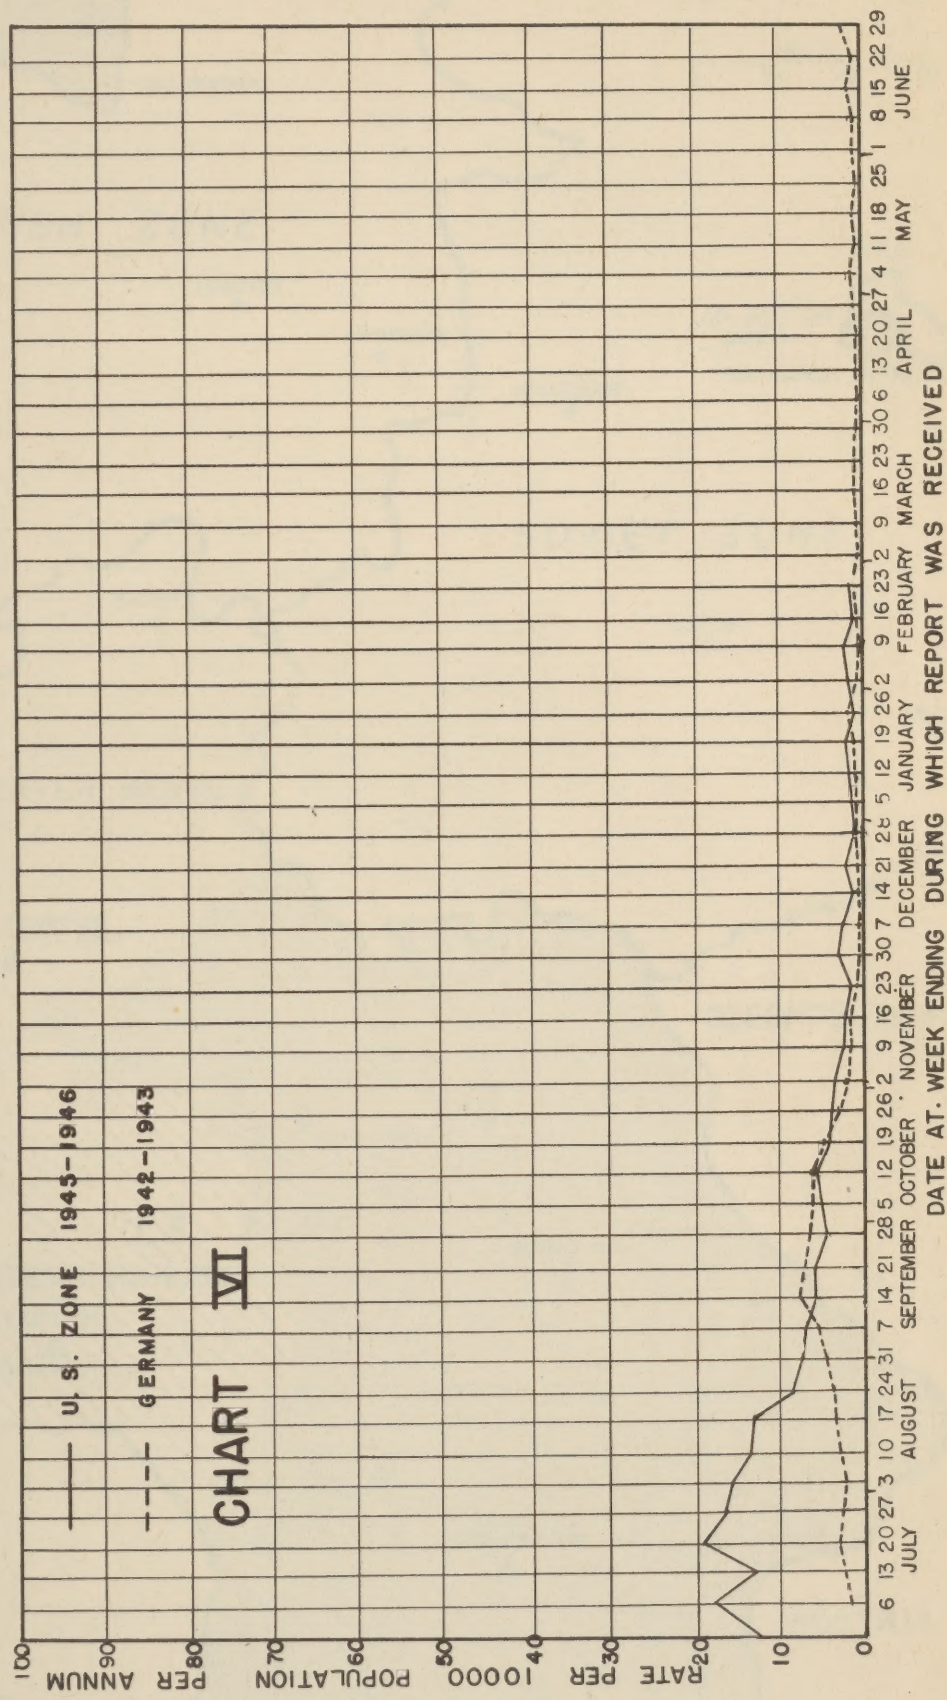 U. S. ZONE 1945-1946
GERMANY 1942-1943
CHART VI
RATE PER 10000 POPULATION PER ANNUM
100
90
80
70
60
50
40
30
20
10
0
6 13 20 27 3 10 17 24 31 7 14 21 28 5 12 19 26 2 9 16 23 30 7 14 21 28 5 12 19 26 2 9 16 23 2 9 16 23 30 6 13 20 27 4 11 18 25 1 8 15 22 29
JULY AUGUST SEPTEMBER OCTOBER NOVEMBER DECEMBER JANUARY FEBRUARY MARCH APRIL MAY JUNE
DATE AT. WEEK ENDING DURING WHICH REPORT WAS RECEIVED